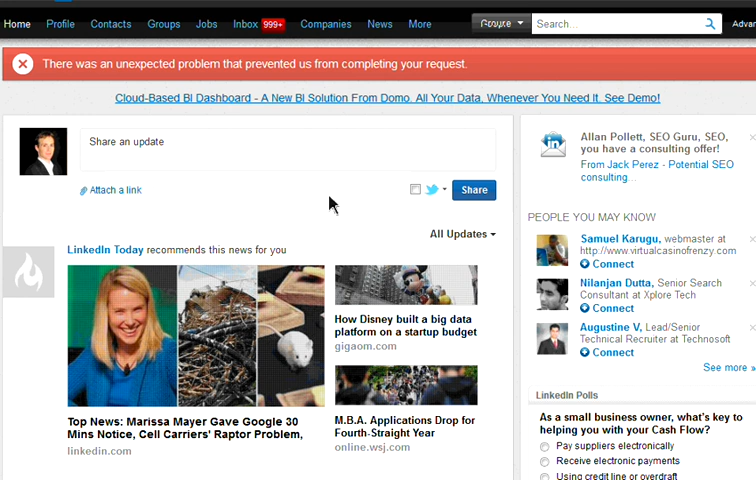 Home Profile Contacts Groups Jobs Inbox 999+ Companies News More Groups Search...
There was an unexpected problem that prevented us from completing your request.
Cloud-Based BI Dashboard - A New BI Solution From Domo. All Your Data, Whenever You Need It. See Demo!
Share an update
Attach a link
Share
All Updates
LinkedIn Today recommends this news for you
Top News: Marissa Mayer Gave Google 30
Mins Notice, Cell Carriers' Raptor Problem,
linkedin.com
How Disney built a big data
platform on a startup budget
gigaom.com
M.B.A. Applications Drop for
Fourth-Straight Year
online.wsj.com
in
Allan Pollett, SEO Guru, SEO,
you have a consulting offer!
From Jack Perez - Potential SEO
consulting...
PEOPLE YOU MAY KNOW
Samuel Karugu, webmaster at
http://www.virtualcasinofrenzy.com
Connect
Nilanjan Dutta, Senior Search
Consultant at Xplore Tech
Connect
Augustine V, Lead/Senior
Technical Recruiter at Technosoft
Connect
See more »
LinkedIn Polls
As a small business owner, what's key to
helping you with your Cash Flow?
Pay suppliers electronically
Receive electronic payments
Using credit line or overdraft